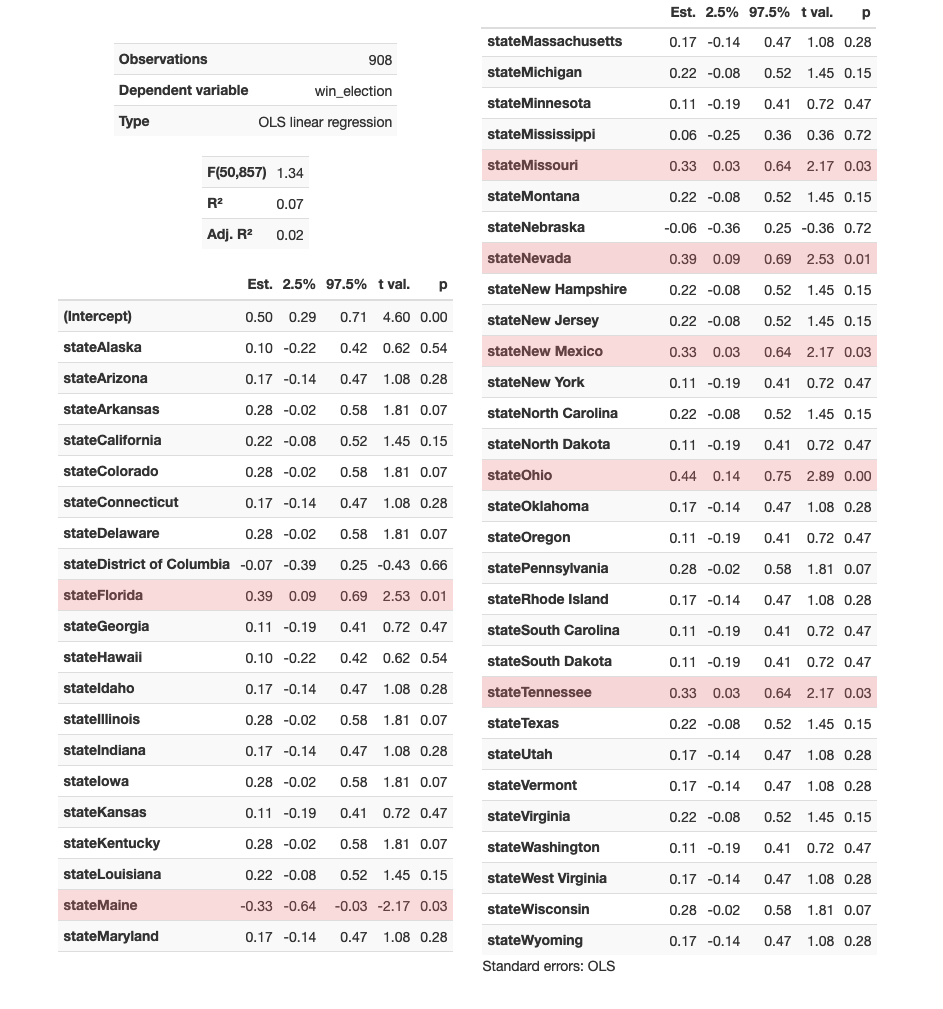 Observations 908
Dependent variable win_election
Type OLS linear regression
F(50,857) 1.34
R² 0.07
Adj. R² 0.02
Est. 2.5% 97.5% t val. p
(Intercept) 0.50 0.29 0.71 4.60 0.00
stateAlaska 0.10 -0.22 0.42 0.62 0.54
stateArizona 0.17 -0.14 0.47 1.08 0.28
stateArkansas 0.28 -0.02 0.58 1.81 0.07
stateCalifornia 0.22 -0.08 0.52 1.45 0.15
stateColorado 0.28 -0.02 0.58 1.81 0.07
stateConnecticut 0.17 -0.14 0.47 1.08 0.28
stateDelaware 0.28 -0.02 0.58 1.81 0.07
stateDistrict of Columbia -0.07 -0.39 0.25 -0.43 0.66
stateFlorida 0.39 0.09 0.69 2.53 0.01
stateGeorgia 0.11 -0.19 0.41 0.72 0.47
stateHawaii 0.10 -0.22 0.42 0.62 0.54
stateIdaho 0.17 -0.14 0.47 1.08 0.28
stateIllinois 0.28 -0.02 0.58 1.81 0.07
stateIndiana 0.17 -0.14 0.47 1.08 0.28
stateIowa 0.28 -0.02 0.58 1.81 0.07
stateKansas 0.11 -0.19 0.41 0.72 0.47
stateKentucky 0.28 -0.02 0.58 1.81 0.07
stateLouisiana 0.22 -0.08 0.52 1.45 0.15
stateMaine -0.33 -0.64 -0.03 -2.17 0.03
stateMaryland 0.17 -0.14 0.47 1.08 0.28
Est. 2.5% 97.5% t val. p
stateMassachusetts 0.17 -0.14 0.47 1.08 0.28
stateMichigan 0.22 -0.08 0.52 1.45 0.15
stateMinnesota 0.11 -0.19 0.41 0.72 0.47
stateMississippi 0.06 -0.25 0.36 0.36 0.72
stateMissouri 0.33 0.03 0.64 2.17 0.03
stateMontana 0.22 -0.08 0.52 1.45 0.15
stateNebraska -0.06 -0.36 0.25 -0.36 0.72
stateNevada 0.39 0.09 0.69 2.53 0.01
stateNew Hampshire 0.22 -0.08 0.52 1.45 0.15
stateNew Jersey 0.22 -0.08 0.52 1.45 0.15
stateNew Mexico 0.33 0.03 0.64 2.17 0.03
stateNew York 0.11 -0.19 0.41 0.72 0.47
stateNorth Carolina 0.22 -0.08 0.52 1.45 0.15
stateNorth Dakota 0.11 -0.19 0.41 0.72 0.47
stateOhio 0.44 0.14 0.75 2.89 0.00
stateOklahoma 0.17 -0.14 0.47 1.08 0.28
stateOregon 0.11 -0.19 0.41 0.72 0.47
statePennsylvania 0.28 -0.02 0.58 1.81 0.07
stateRhode Island 0.17 -0.14 0.47 1.08 0.28
stateSouth Carolina 0.11 -0.19 0.41 0.72 0.47
stateSouth Dakota 0.11 -0.19 0.41 0.72 0.47
stateTennessee 0.33 0.03 0.64 2.17 0.03
stateTexas 0.22 -0.08 0.52 1.45 0.15
stateUtah 0.17 -0.14 0.47 1.08 0.28
stateVermont 0.17 -0.14 0.47 1.08 0.28
stateVirginia 0.22 -0.08 0.52 1.45 0.15
stateWashington 0.11 -0.19 0.41 0.72 0.47
stateWest Virginia 0.17 -0.14 0.47 1.08 0.28
stateWisconsin 0.28 -0.02 0.58 1.81 0.07
stateWyoming 0.17 -0.14 0.47 1.08 0.28
Standard errors: OLS